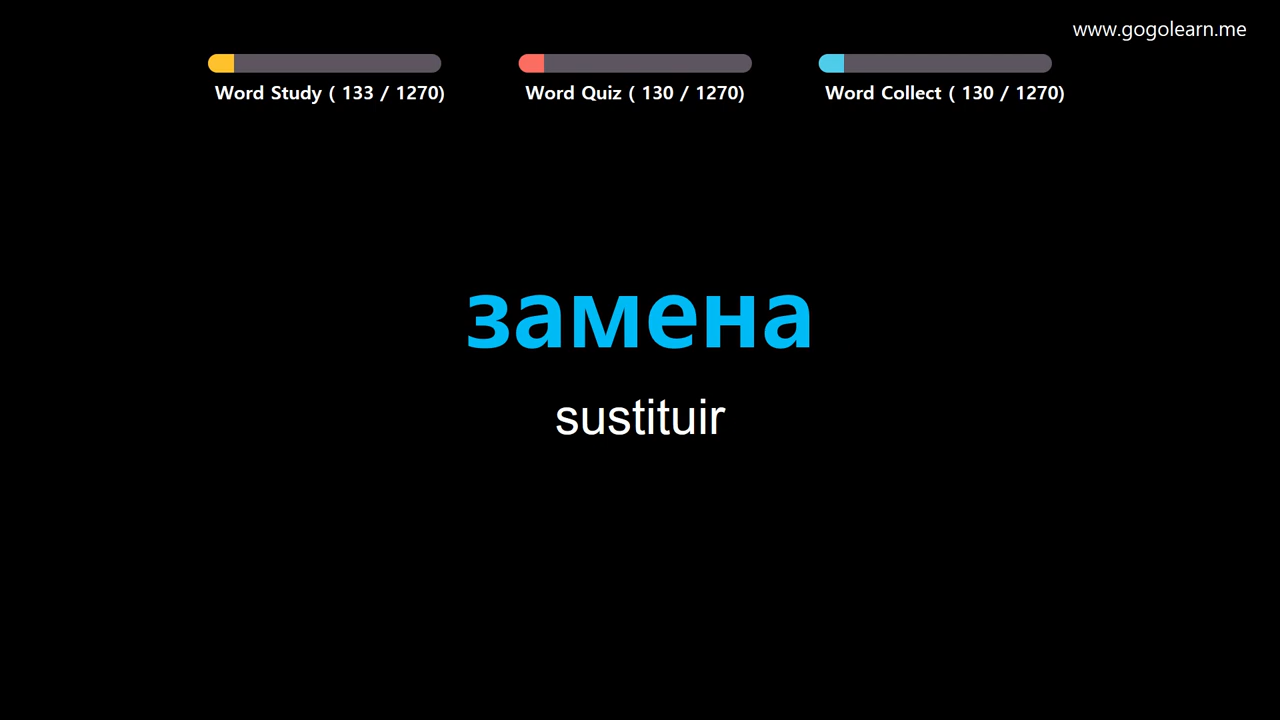 www.gogolearn.me
Word Study ( 133 / 1270)
Word Quiz ( 130 / 1270)
Word Collect ( 130 / 1270)
замена
sustituir